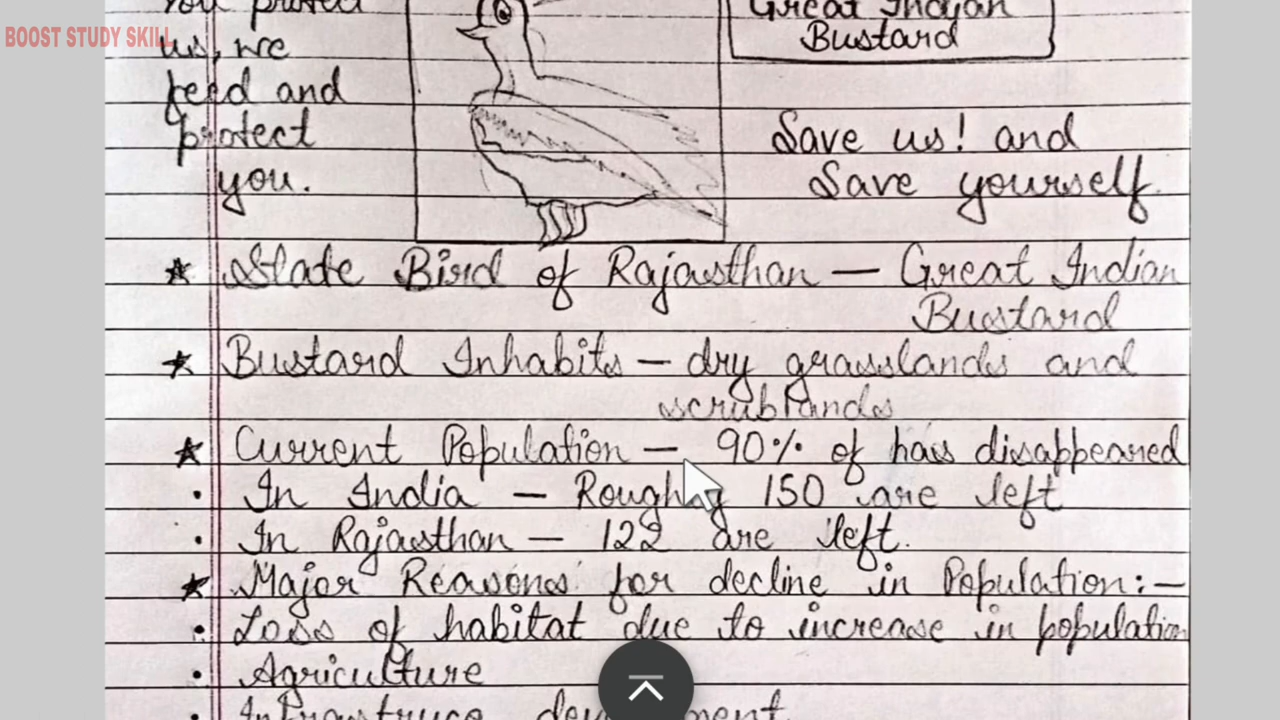 You protect
BOOST STUDY SKILL
us, we
feed and
protect
you.
Great Indian
Bustard
Save us! and
Save yourself.
★ State Bird of Rajasthan — Great Indian
Bustard
★ Bustard Inhabits — dry grasslands and
scrublands
★ Current Population — 90% of has disappeared
• In India — Roughly 150 are left
• In Rajasthan — 122 are left.
★ Major Reasons for decline in Population:—
• Loss of habitat due to increase in population
• Agriculture